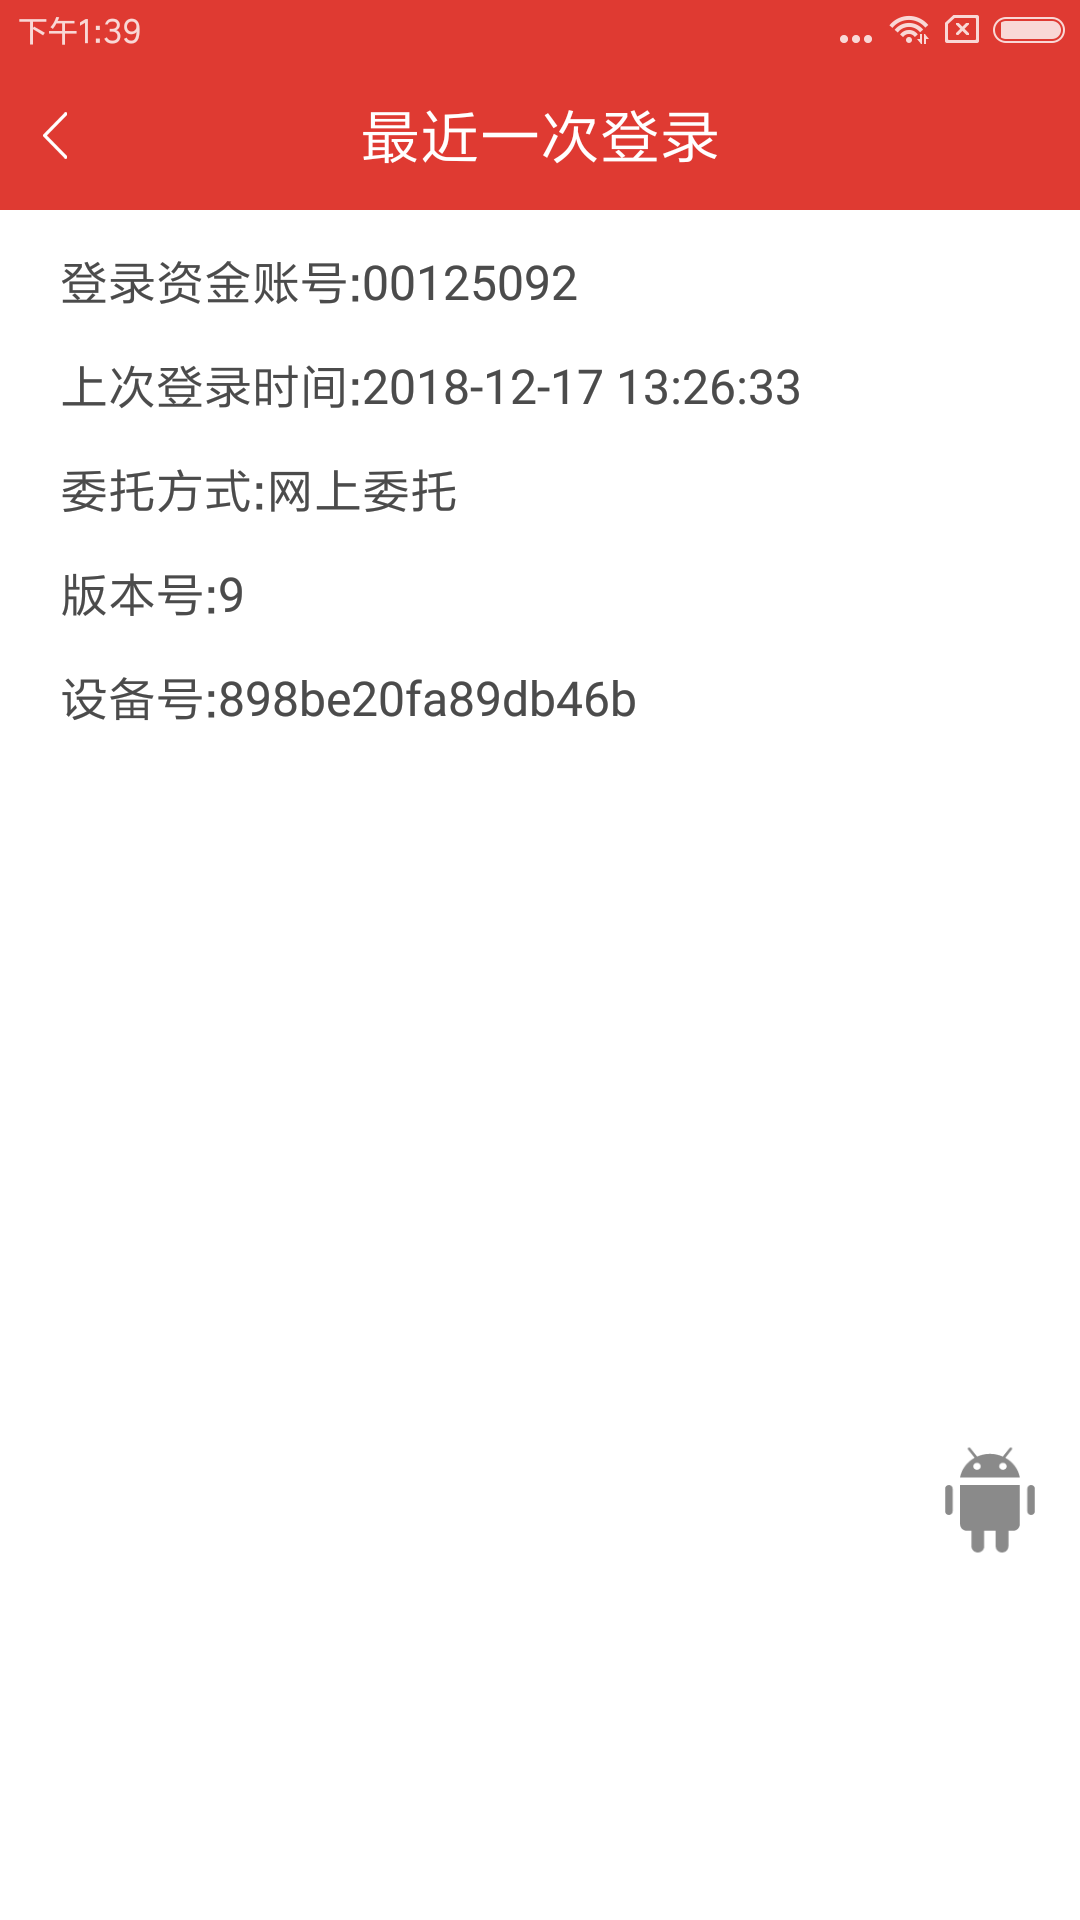 下午1:39
最近一次登录
登录资金账号:00125092
上次登录时间:2018-12-17 13:26:33
委托方式:网上委托
版本号:9
设备号:898be20fa89db46b